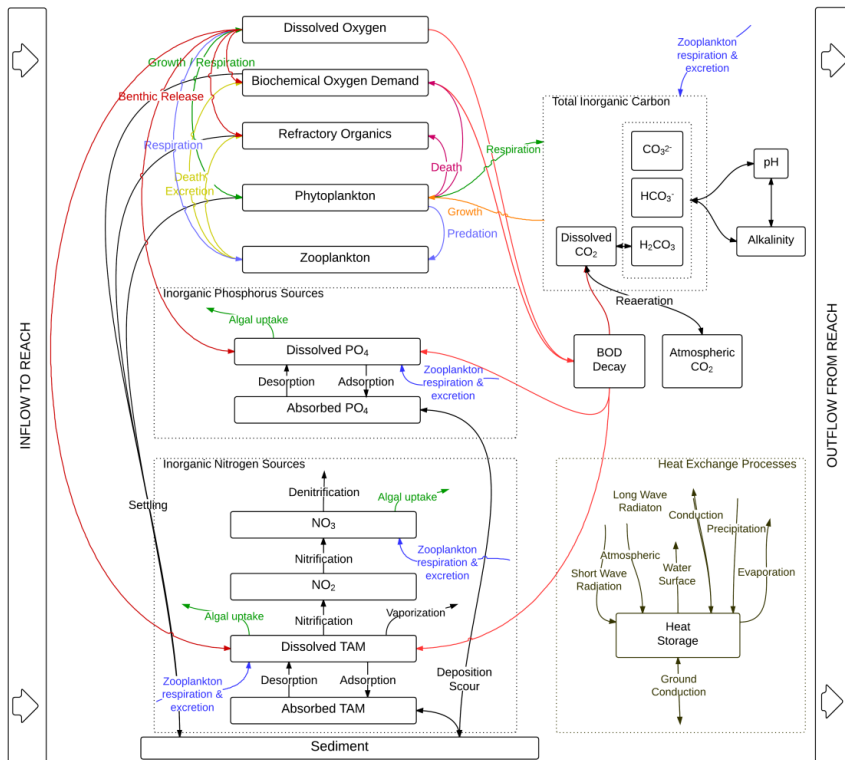 INFLOW TO REACH
OUTFLOW FROM REACH
Dissolved Oxygen
Growth / Respiration
Biochemical Oxygen Demand
Benthic Release
Refractory Organics
Respiration
Death
Death
Excretion
Phytoplankton
Predation
Zooplankton
Respiration
Growth
Zooplankton
respiration &
excretion
Total Inorganic Carbon
CO₃²⁻
HCO₃⁻
H₂CO₃
Dissolved
CO₂
pH
Alkalinity
Reaeration
BOD
Decay
Atmospheric
CO₂
Inorganic Phosphorus Sources
Algal uptake
Dissolved PO₄
Desorption
Adsorption
Zooplankton
respiration &
excretion
Absorbed PO₄
Inorganic Nitrogen Sources
Denitrification
Algal uptake
NO₃
Nitrification
Zooplankton
respiration &
excretion
NO₂
Algal uptake
Nitrification
Vaporization
Dissolved TAM
Zooplankton
respiration &
excretion
Desorption
Adsorption
Absorbed TAM
Settling
Deposition
Scour
Sediment
Heat Exchange Processes
Long Wave
Radiaton
Conduction
Precipitation
Atmospheric
Short Wave
Radiation
Water
Surface
Evaporation
Heat
Storage
Ground
Conduction